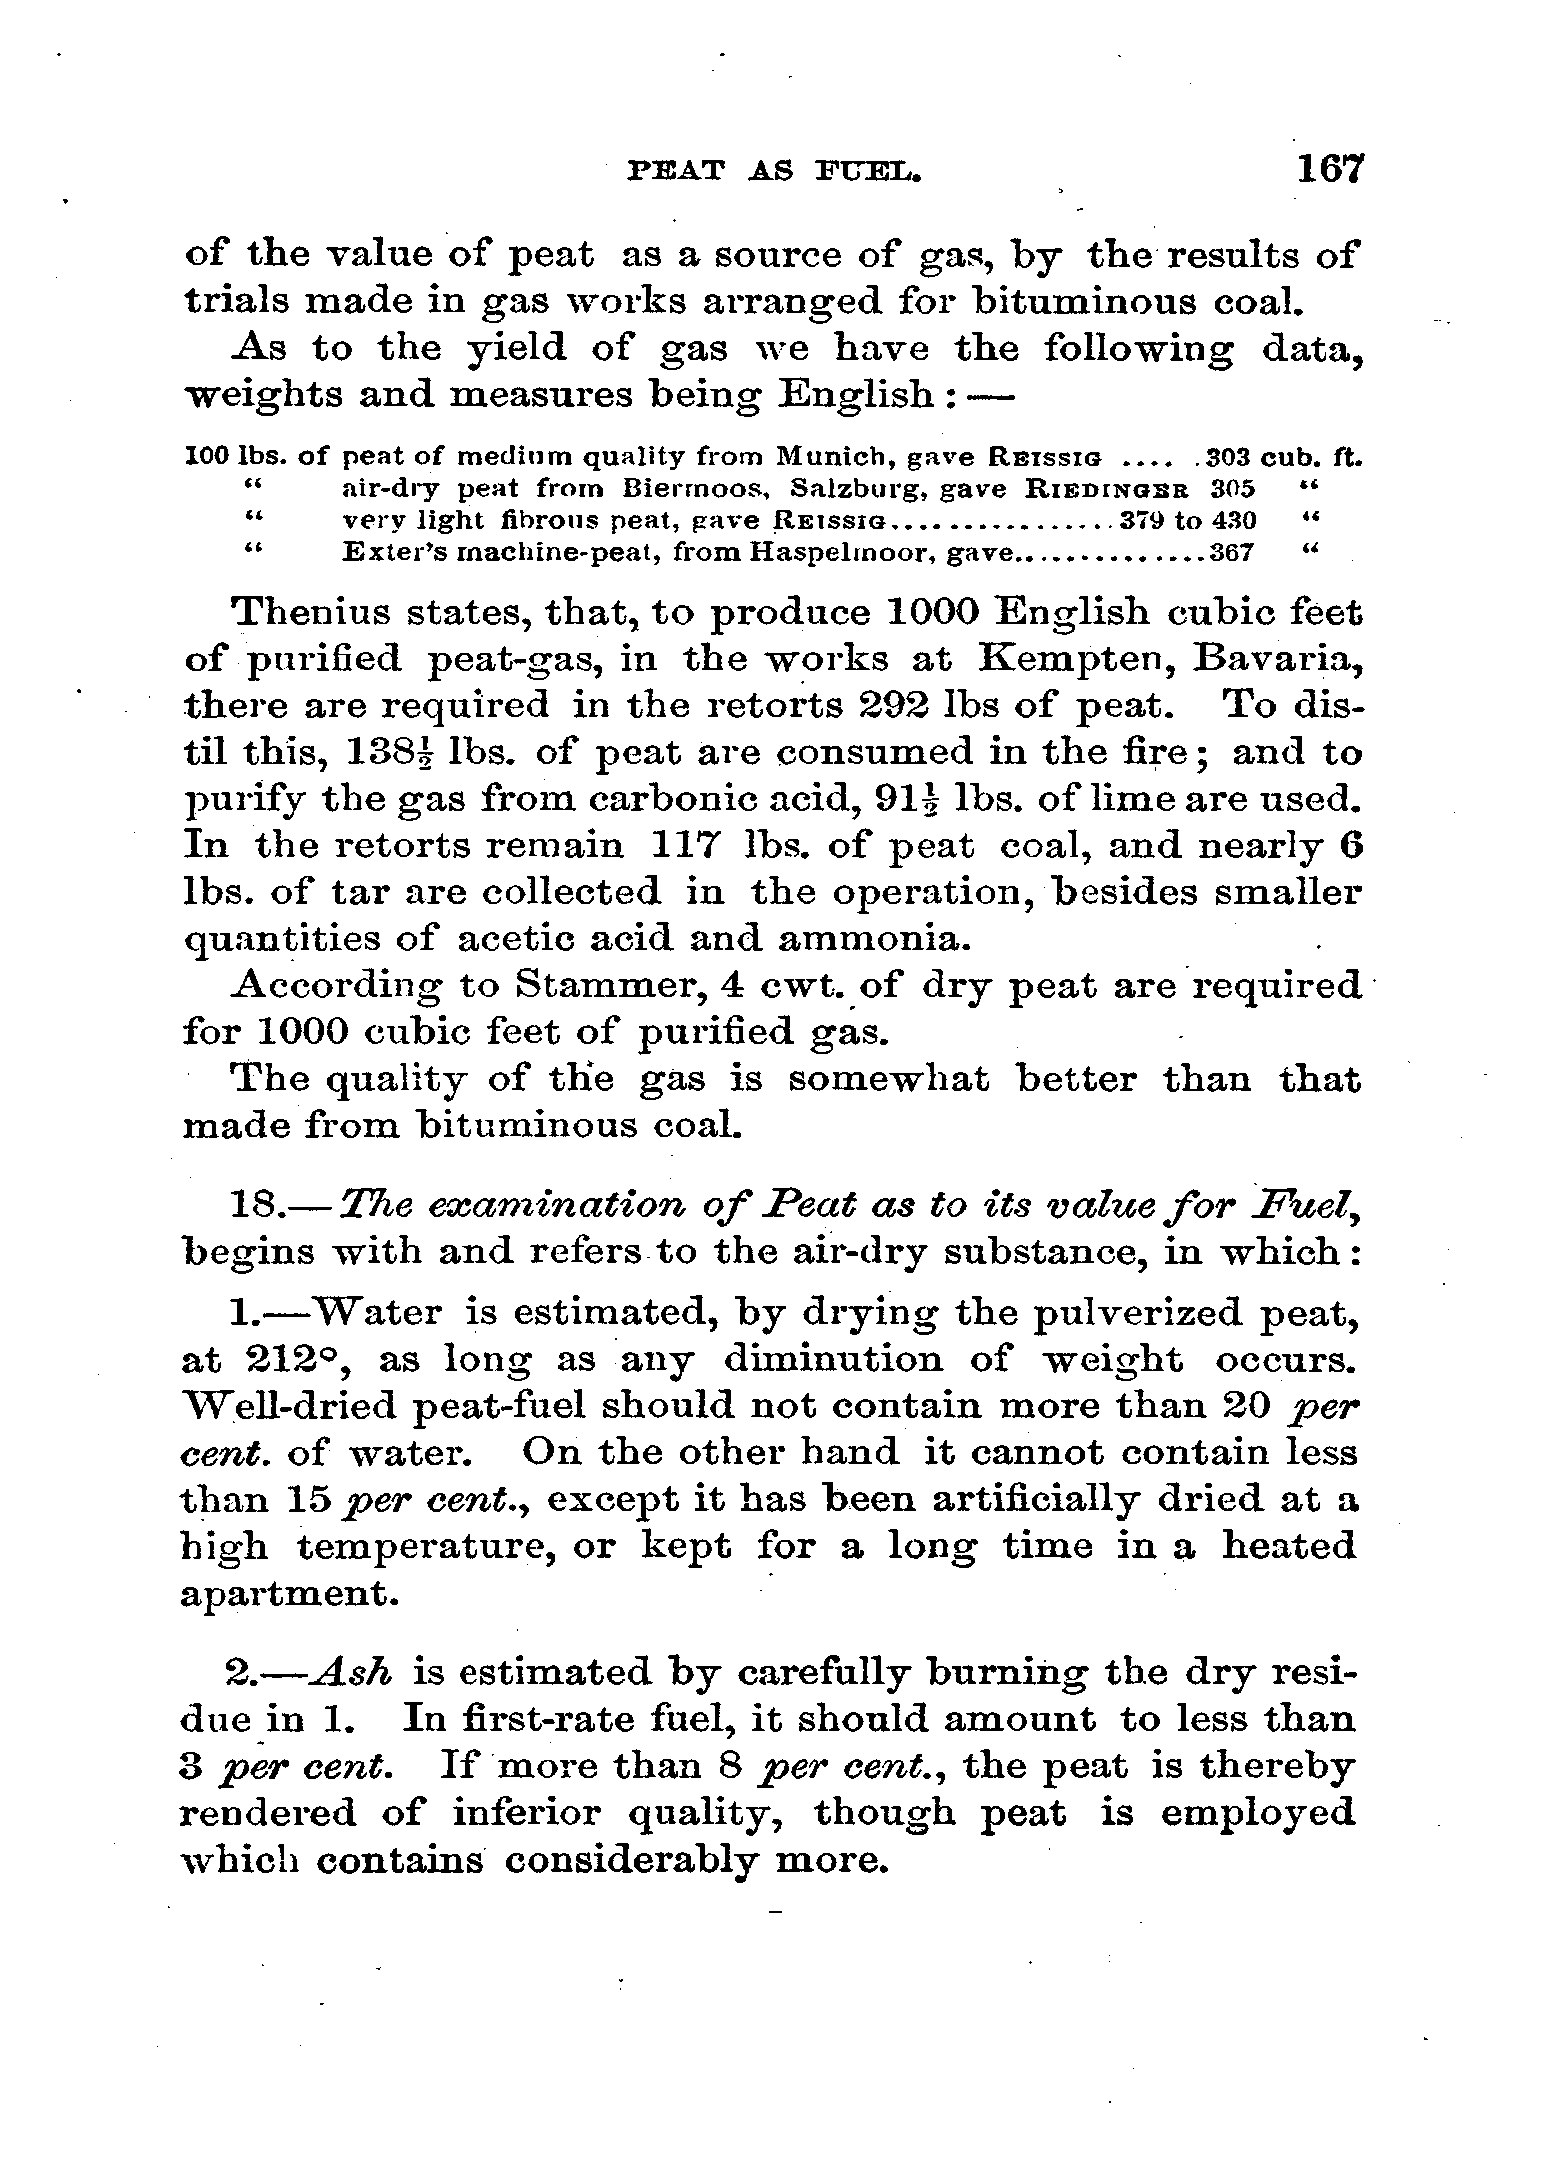 PEAT AS FUEL. 167
of the value of peat as a source of gas, by the results of
trials made in gas works arranged for bituminous coal.
As to the yield of gas we have the following data,
weights and measures being English : —
100 lbs. of peat of medium quality from Munich, gave REISSIG .... .303 cub. ft.
“ air-dry peat from Biermoos, Salzburg, gave RIEDINGER 305 “
“ very light fibrous peat, gave REISSIG................379 to 430 “
“ Exter's machine-peat, from Haspelmoor, gave..............367 “
Thenius states, that, to produce 1000 English cubic feet
of purified peat-gas, in the works at Kempten, Bavaria,
there are required in the retorts 292 lbs of peat. To dis-
til this, 138½ lbs. of peat are consumed in the fire; and to
purify the gas from carbonic acid, 91½ lbs. of lime are used.
In the retorts remain 117 lbs. of peat coal, and nearly 6
lbs. of tar are collected in the operation, besides smaller
quantities of acetic acid and ammonia.
According to Stammer, 4 cwt. of dry peat are required
for 1000 cubic feet of purified gas.
The quality of the gas is somewhat better than that
made from bituminous coal.
18.—The examination of Peat as to its value for Fuel,
begins with and refers to the air-dry substance, in which:
1.—Water is estimated, by drying the pulverized peat,
at 212°, as long as any diminution of weight occurs.
Well-dried peat-fuel should not contain more than 20 per
cent. of water. On the other hand it cannot contain less
than 15 per cent., except it has been artificially dried at a
high temperature, or kept for a long time in a heated
apartment.
2.—Ash is estimated by carefully burning the dry resi-
due in 1. In first-rate fuel, it should amount to less than
3 per cent. If more than 8 per cent., the peat is thereby
rendered of inferior quality, though peat is employed
which contains considerably more.